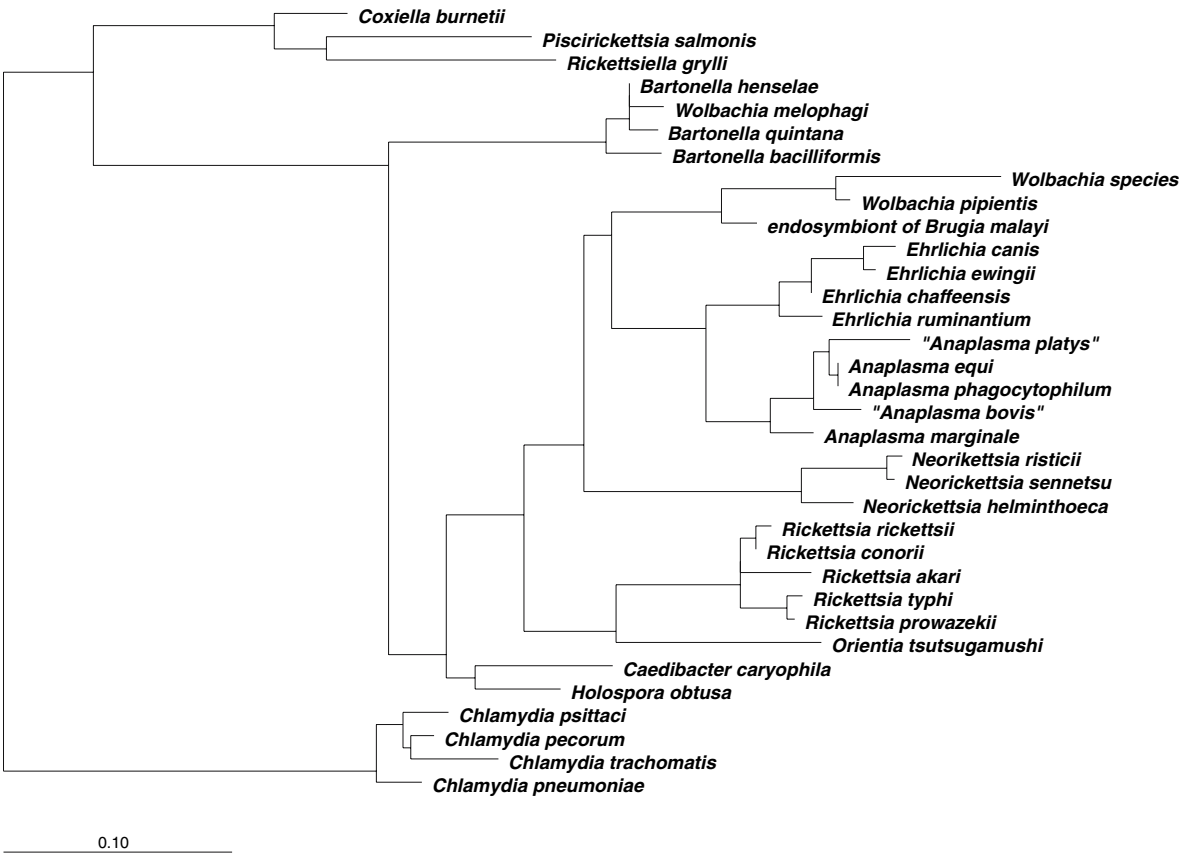 Coxiella burnetii
Piscirickettsia salmonis
Rickettsiella grylli
Bartonella henselae
Wolbachia melophagi
Bartonella quintana
Bartonella bacilliformis
Wolbachia species
Wolbachia pipientis
endosymbiont of Brugia malayi
Ehrlichia canis
Ehrlichia ewingii
Ehrlichia chaffeensis
Ehrlichia ruminantium
"Anaplasma platys"
Anaplasma equi
Anaplasma phagocytophilum
"Anaplasma bovis"
Anaplasma marginale
Neorikettsia risticii
Neorickettsia sennetsu
Neorickettsia helminthoeca
Rickettsia rickettsii
Rickettsia conorii
Rickettsia akari
Rickettsia typhi
Rickettsia prowazekii
Orientia tsutsugamushi
Caedibacter caryophila
Holospora obtusa
Chlamydia psittaci
Chlamydia pecorum
Chlamydia trachomatis
Chlamydia pneumoniae
0.10